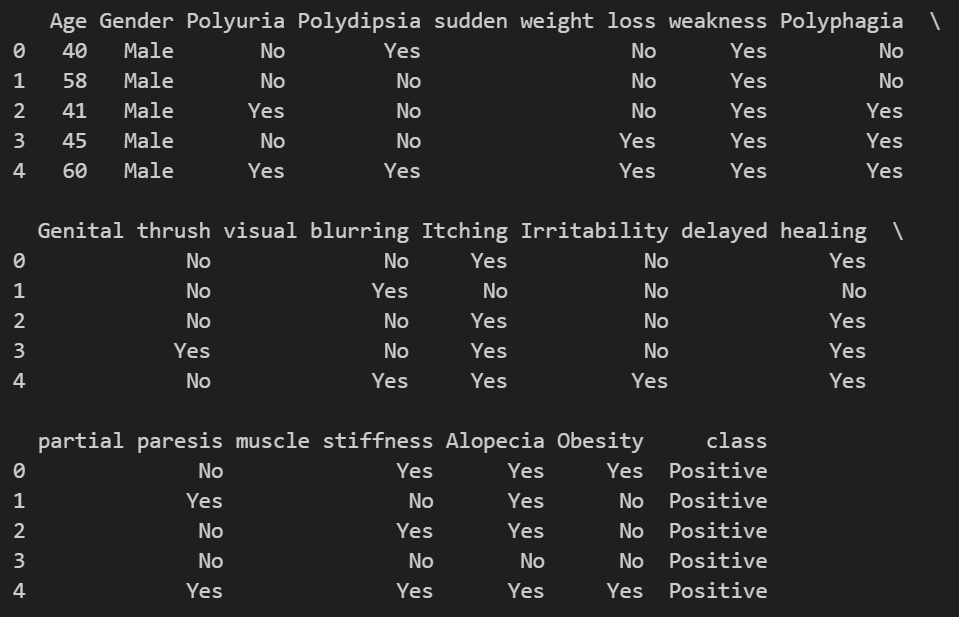 Age Gender Polyuria Polydipsia sudden weight loss weakness Polyphagia  \
0   40   Male       No        Yes                 No      Yes         No
1   58   Male       No         No                 No      Yes         No
2   41   Male      Yes         No                 No      Yes        Yes
3   45   Male       No         No                Yes      Yes        Yes
4   60   Male      Yes        Yes                Yes      Yes        Yes

  Genital thrush visual blurring Itching Irritability delayed healing  \
0             No              No     Yes           No             Yes
1             No             Yes      No           No              No
2             No              No     Yes           No             Yes
3            Yes              No     Yes           No             Yes
4             No             Yes     Yes          Yes             Yes

  partial paresis muscle stiffness Alopecia Obesity     class
0              No              Yes      Yes     Yes  Positive
1             Yes               No      Yes      No  Positive
2              No              Yes      Yes      No  Positive
3              No               No       No      No  Positive
4             Yes              Yes      Yes     Yes  Positive